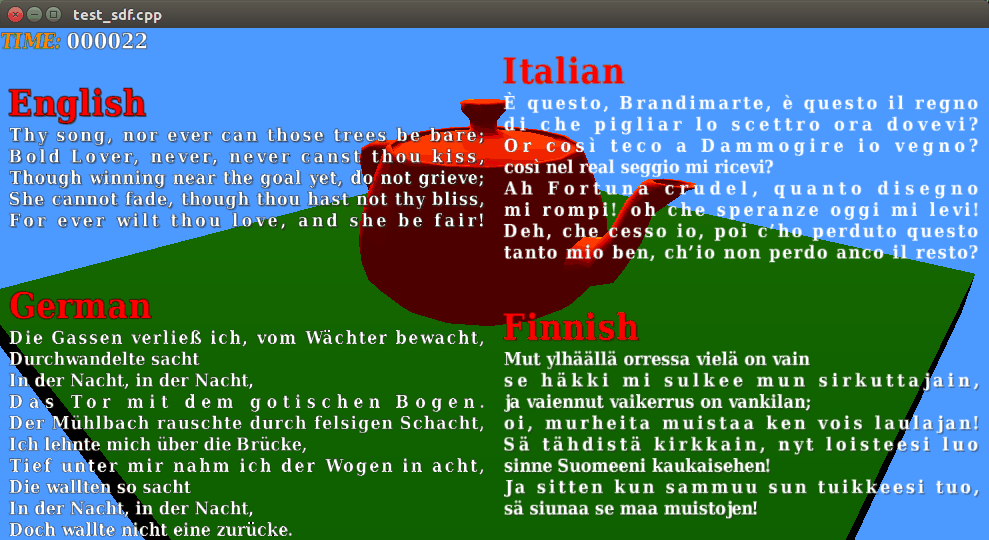 test_sdf.cpp
TIME: 000022
English
Thy song, nor ever can those trees be bare;
Bold Lover, never, never canst thou kiss,
Though winning near the goal yet, do not grieve;
She cannot fade, though thou hast not thy bliss,
For ever wilt thou love, and she be fair!
German
Die Gassen verließ ich, vom Wächter bewacht,
Durchwandelte sacht
In der Nacht, in der Nacht,
Das Tor mit dem gotischen Bogen.
Der Mühlbach rauschte durch felsigen Schacht,
Ich lehnte mich über die Brücke,
Tief unter mir nahm ich der Wogen in acht,
Die wallten so sacht
In der Nacht, in der Nacht,
Doch wallte nicht eine zurücke.
Italian
È questo, Brandimarte, è questo il regno
di che pigliar lo scettro ora dovevi?
Or così teco a Dammogire io vegno?
così nel real seggio mi ricevi?
Ah Fortuna crudel, quanto disegno
mi rompi! oh che speranze oggi mi levi!
Deh, che cesso io, poi c’ho perduto questo
tanto mio ben, ch’io non perdo anco il resto?
Finnish
Mut ylhäällä orressa vielä on vain
se häkki mi sulkee mun sirkuttajain,
ja vaiennut vaikerrus on vankilan;
oi, murheita muistaa ken vois laulajan!
Sä tähdistä kirkkain, nyt loisteesi luo
sinne Suomeeni kaukaisehen!
Ja sitten kun sammuu sun tuikkeesi tuo,
sä siunaa se maa muistojen!